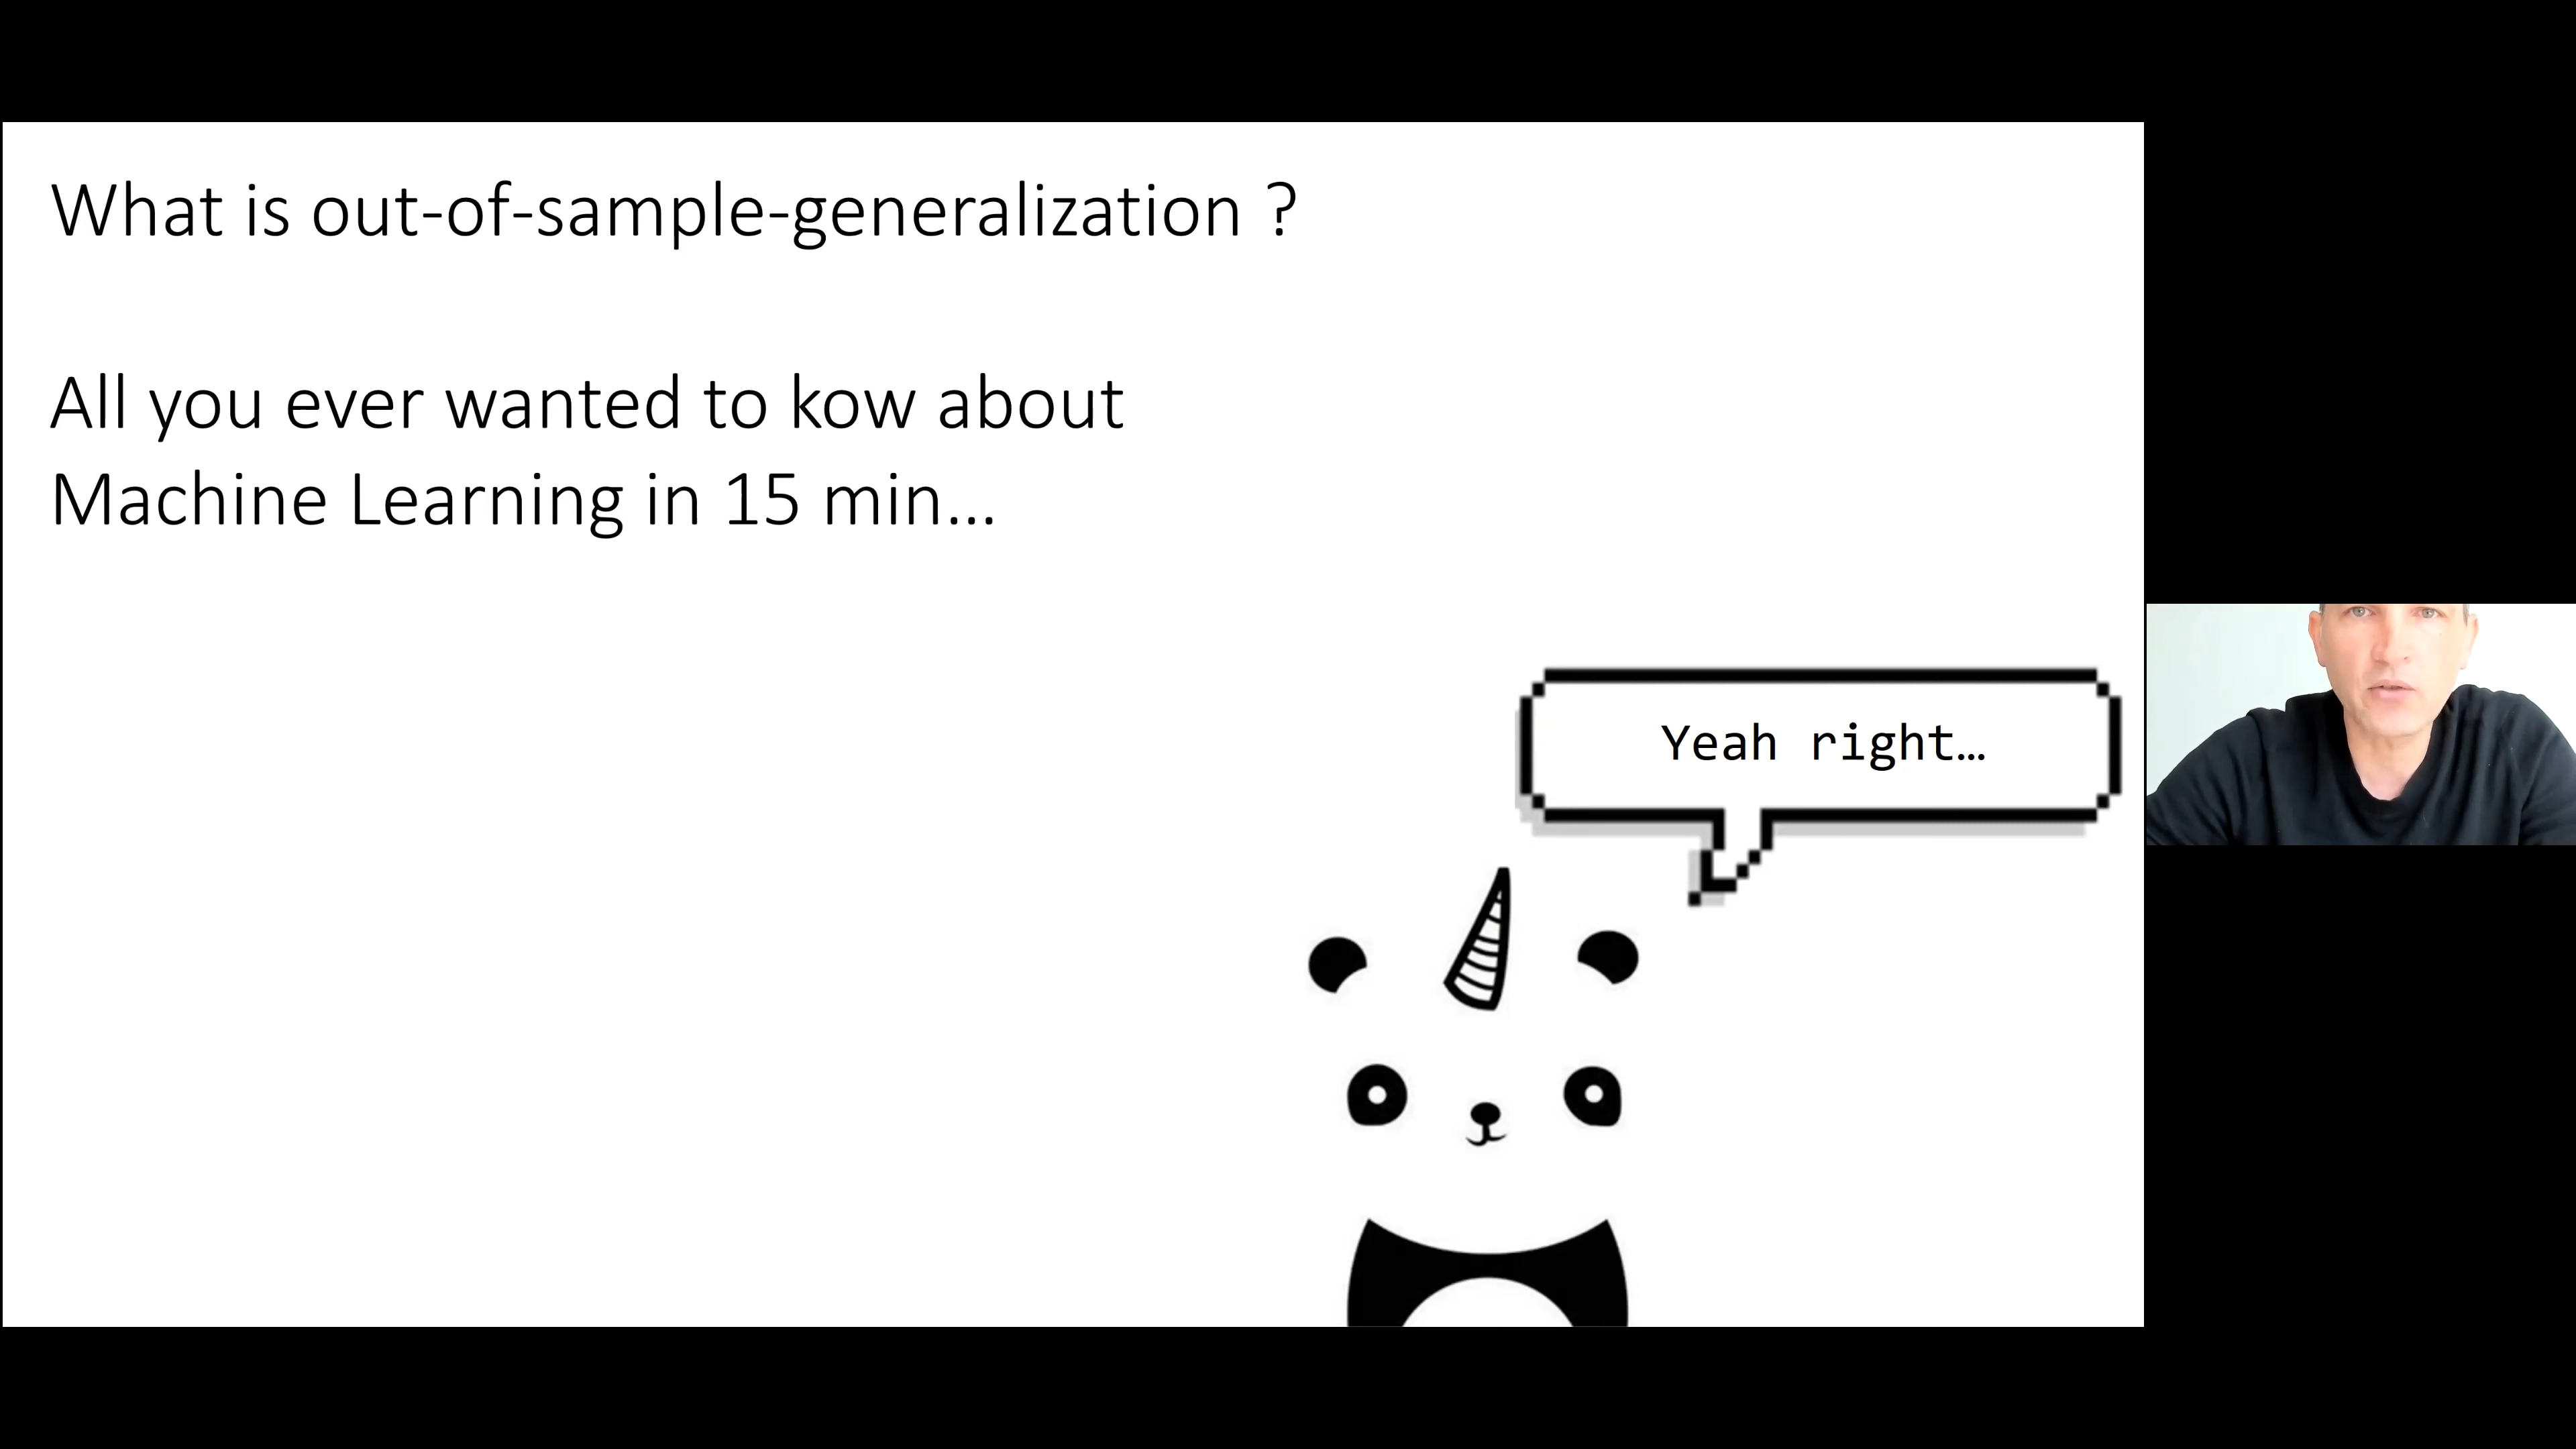 What is out-of-sample-generalization ?
All you ever wanted to kow about
Machine Learning in 15 min...
Yeah right...